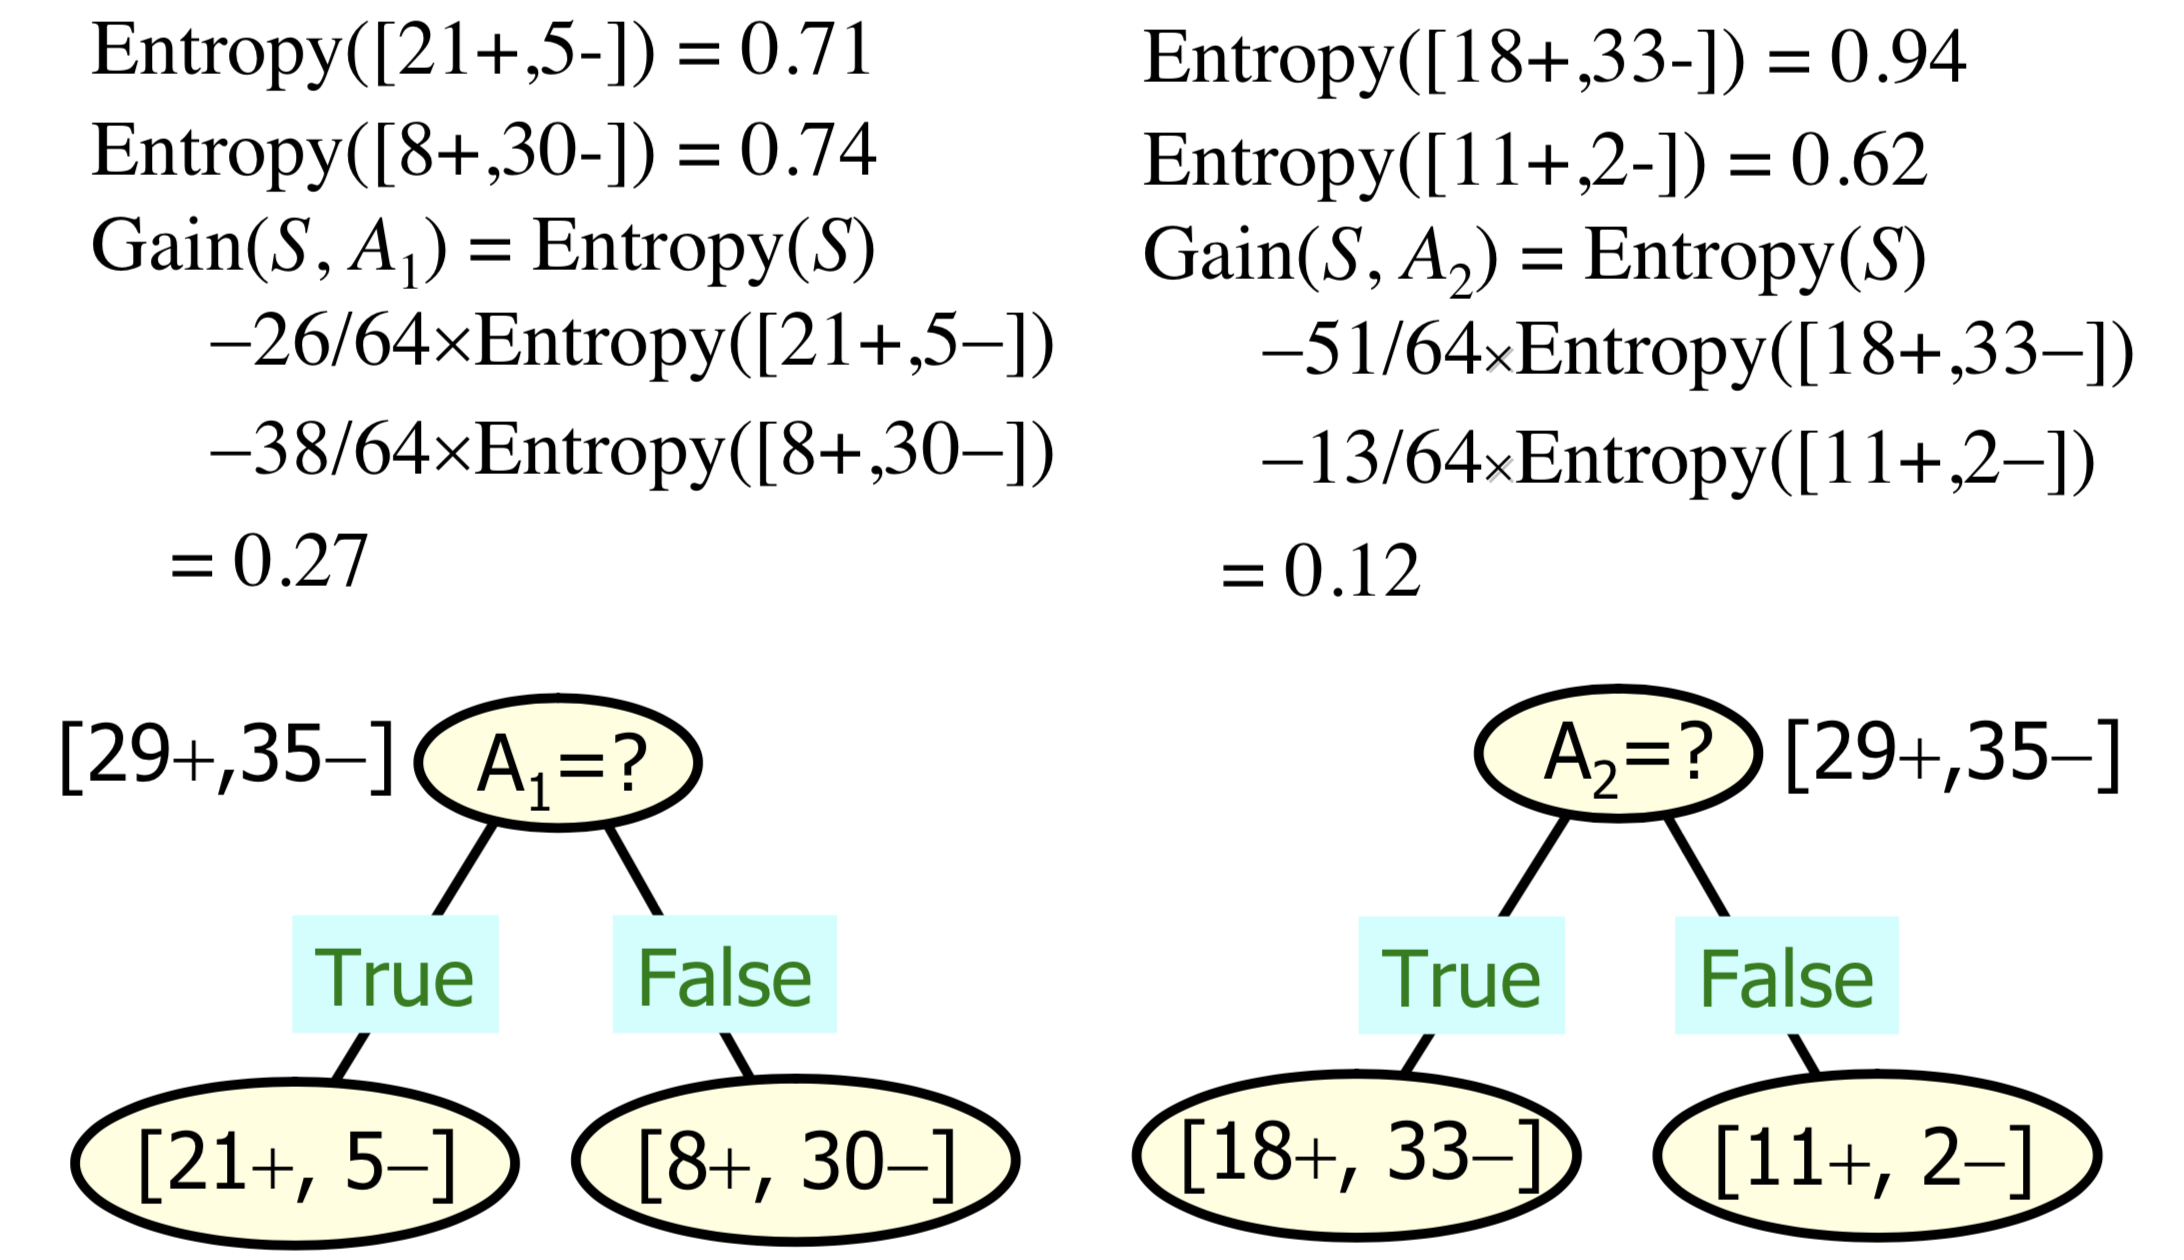 Entropy([21+,5-]) = 0.71
Entropy([8+,30-]) = 0.74
Gain(S, A₁) = Entropy(S)
−26/64×Entropy([21+,5−])
−38/64×Entropy([8+,30−])
= 0.27
Entropy([18+,33-]) = 0.94
Entropy([11+,2-]) = 0.62
Gain(S, A₂) = Entropy(S)
−51/64×Entropy([18+,33−])
−13/64×Entropy([11+,2−])
= 0.12
[29+,35−] A₁=?
True False
[21+, 5−] [8+, 30−]
A₂=? [29+,35−]
True False
[18+, 33−] [11+, 2−]